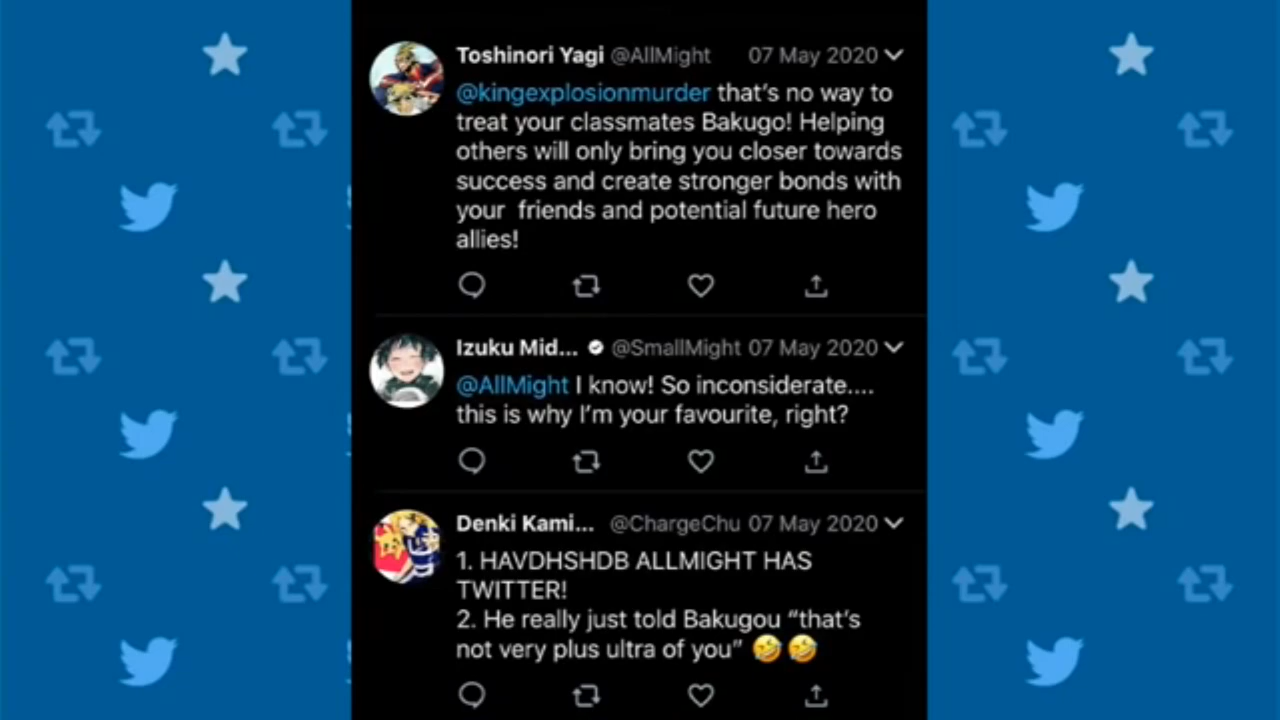 Toshinori Yagi @AllMight 07 May 2020
@kingexplosionmurder that's no way to
treat your classmates Bakugo! Helping
others will only bring you closer towards
success and create stronger bonds with
your friends and potential future hero
allies!
Izuku Mid... @SmallMight 07 May 2020
@AllMight I know! So inconsiderate....
this is why I'm your favourite, right?
Denki Kami... @ChargeChu 07 May 2020
1. HAVDHSHDB ALLMIGHT HAS
TWITTER!
2. He really just told Bakugou “that's
not very plus ultra of you” 🤣🤣